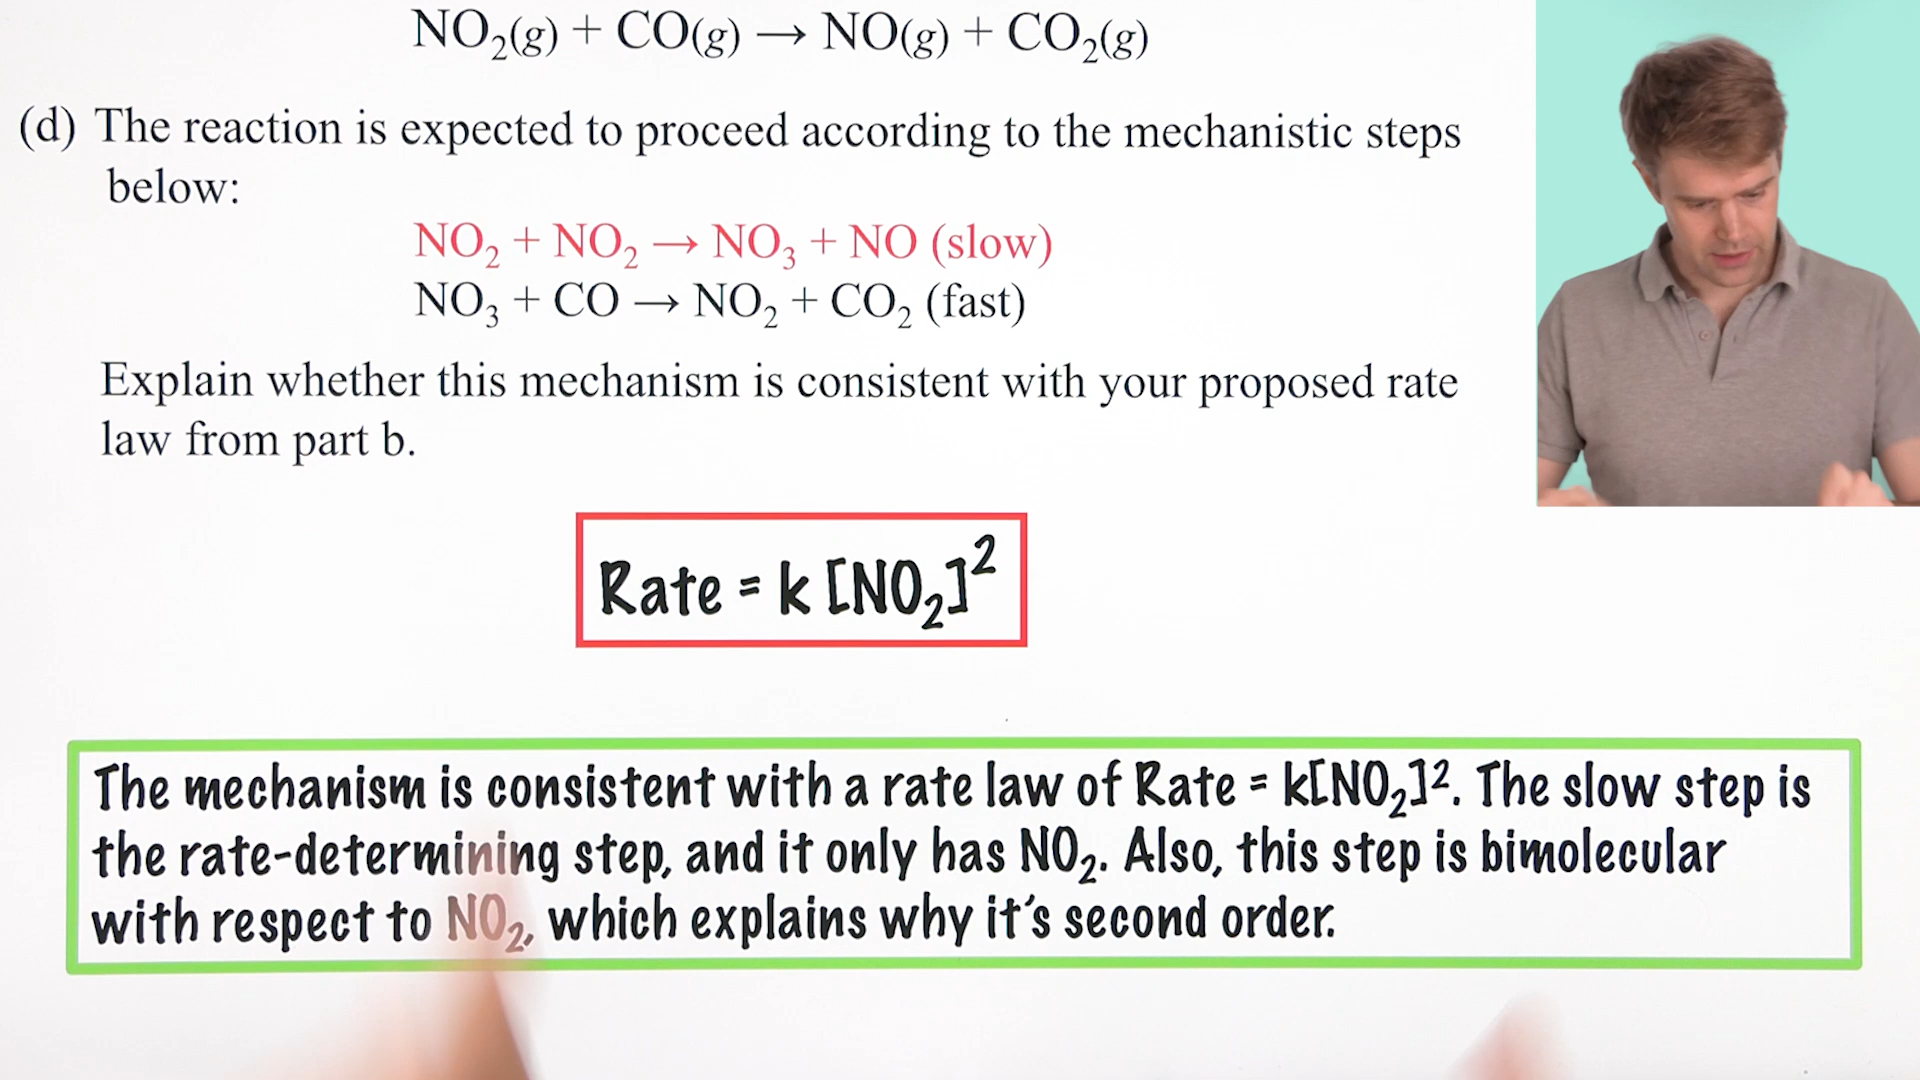 NO₂(g) + CO(g) → NO(g) + CO₂(g)
(d) The reaction is expected to proceed according to the mechanistic steps
below:
NO₂ + NO₂ → NO₃ + NO (slow)
NO₃ + CO → NO₂ + CO₂ (fast)
Explain whether this mechanism is consistent with your proposed rate
law from part b.
Rate = k [NO₂]²
The mechanism is consistent with a rate law of Rate = k[NO₂]². The slow step is
the rate-determining step, and it only has NO₂. Also, this step is bimolecular
with respect to NO₂, which explains why it's second order.